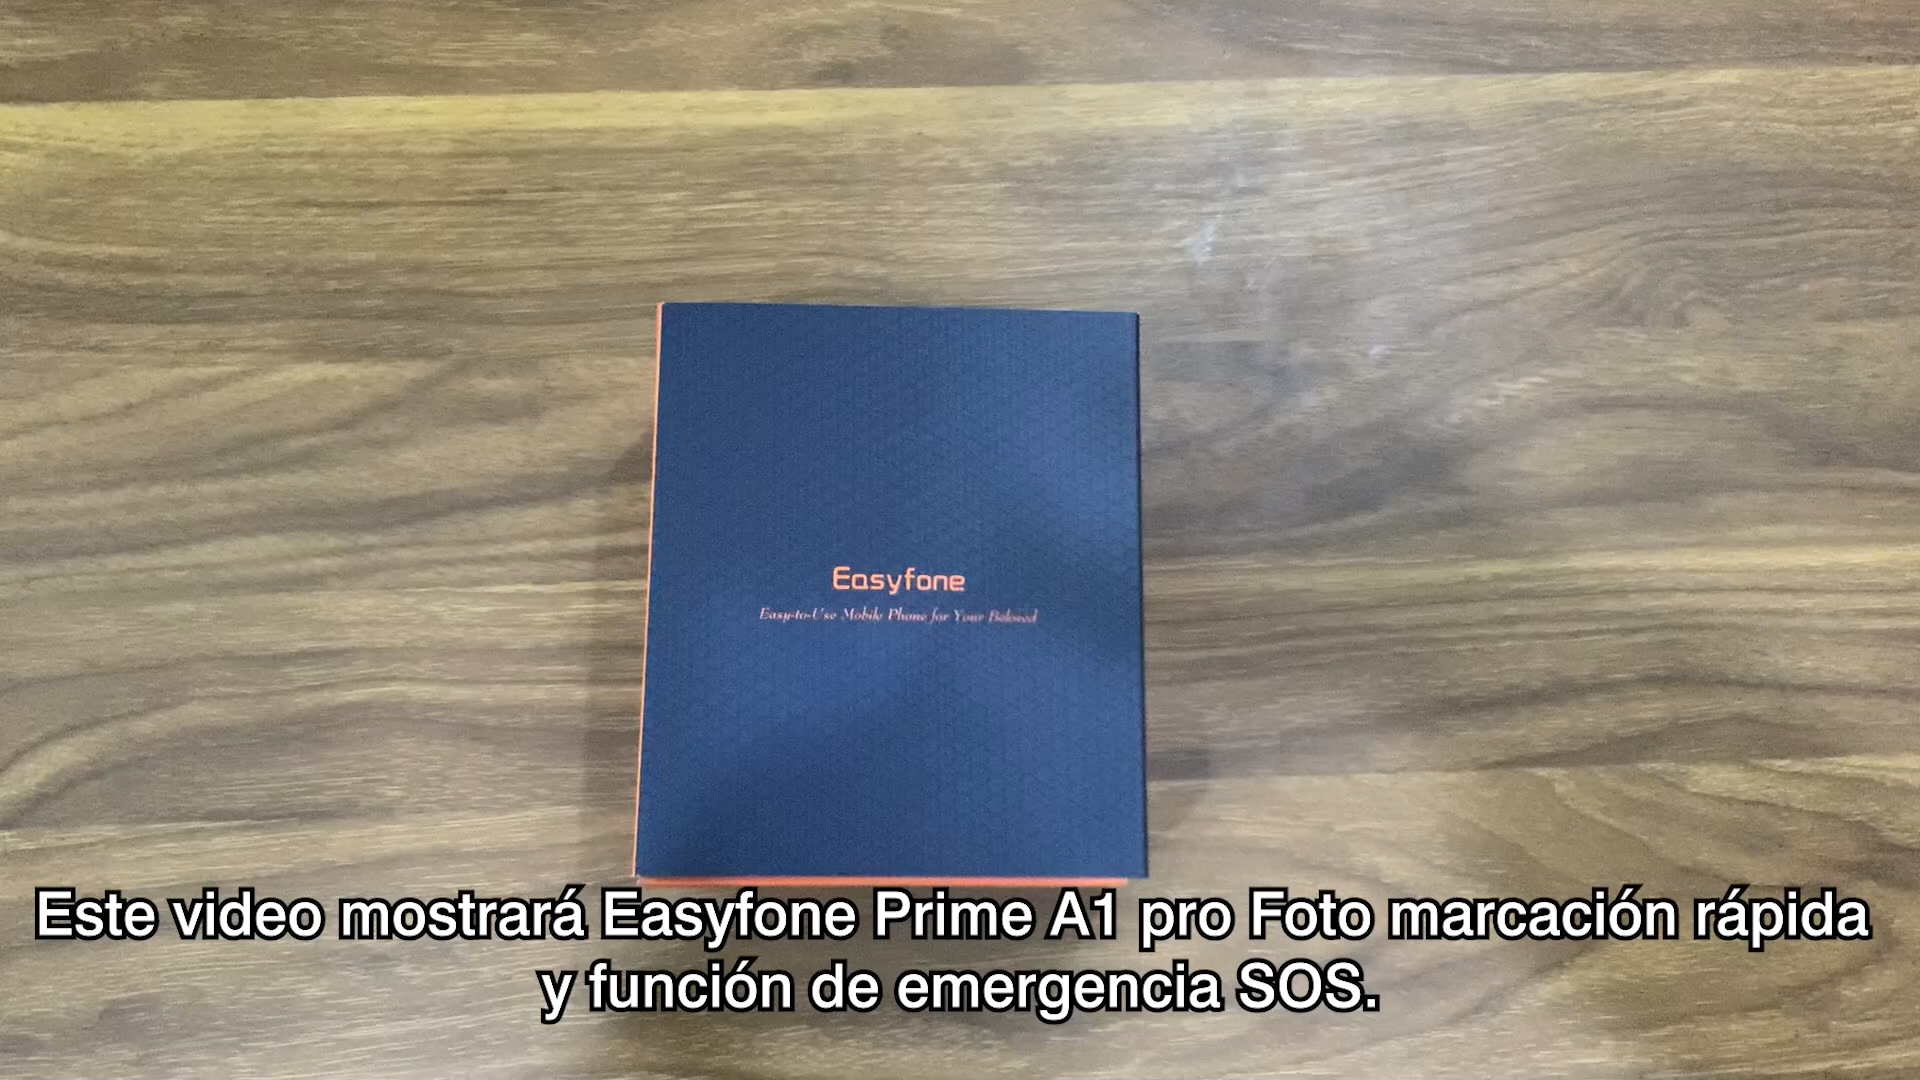 Easyfone
Easy-to-Use Mobile Phone for Your Beloved
Este video mostrará Easyfone Prime A1 pro Foto marcación rápida
y función de emergencia SOS.